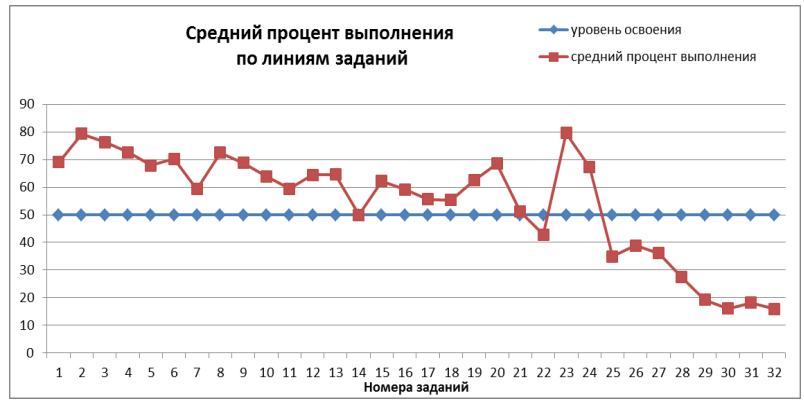 Средний процент выполнения
по линиям заданий
уровень освоения
средний процент выполнения
90
80
70
60
50
40
30
20
10
0
1 2 3 4 5 6 7 8 9 10 11 12 13 14 15 16 17 18 19 20 21 22 23 24 25 26 27 28 29 30 31 32
Номера заданий